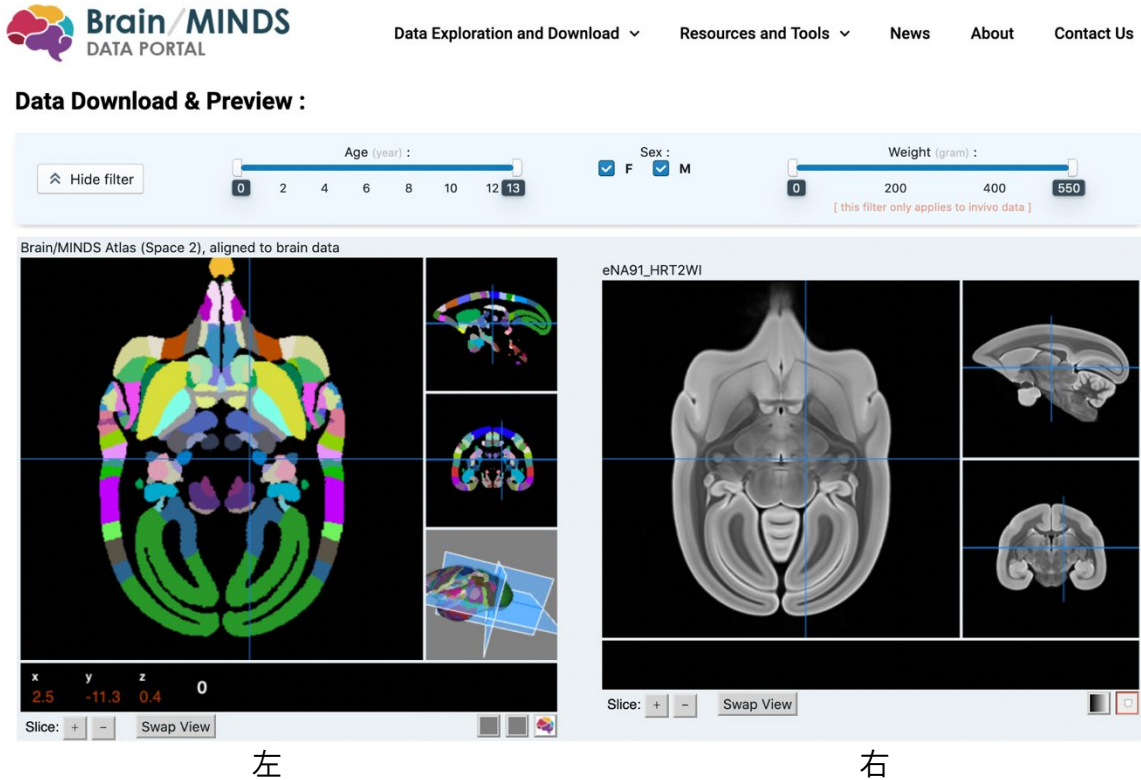 Brain/MINDS
DATA PORTAL
Data Exploration and Download
Resources and Tools
News
About
Contact Us
Data Download & Preview :
Hide filter
Age (year) :
0 2 4 6 8 10 12 13
Sex :
F M
Weight (gram) :
0 200 400 550
[ this filter only applies to invivo data ]
Brain/MINDS Atlas (Space 2), aligned to brain data
eNA91_HRT2WI
x y z
2.5 -11.3 0.4 0
Slice: + - Swap View
Slice: + - Swap View
左
右